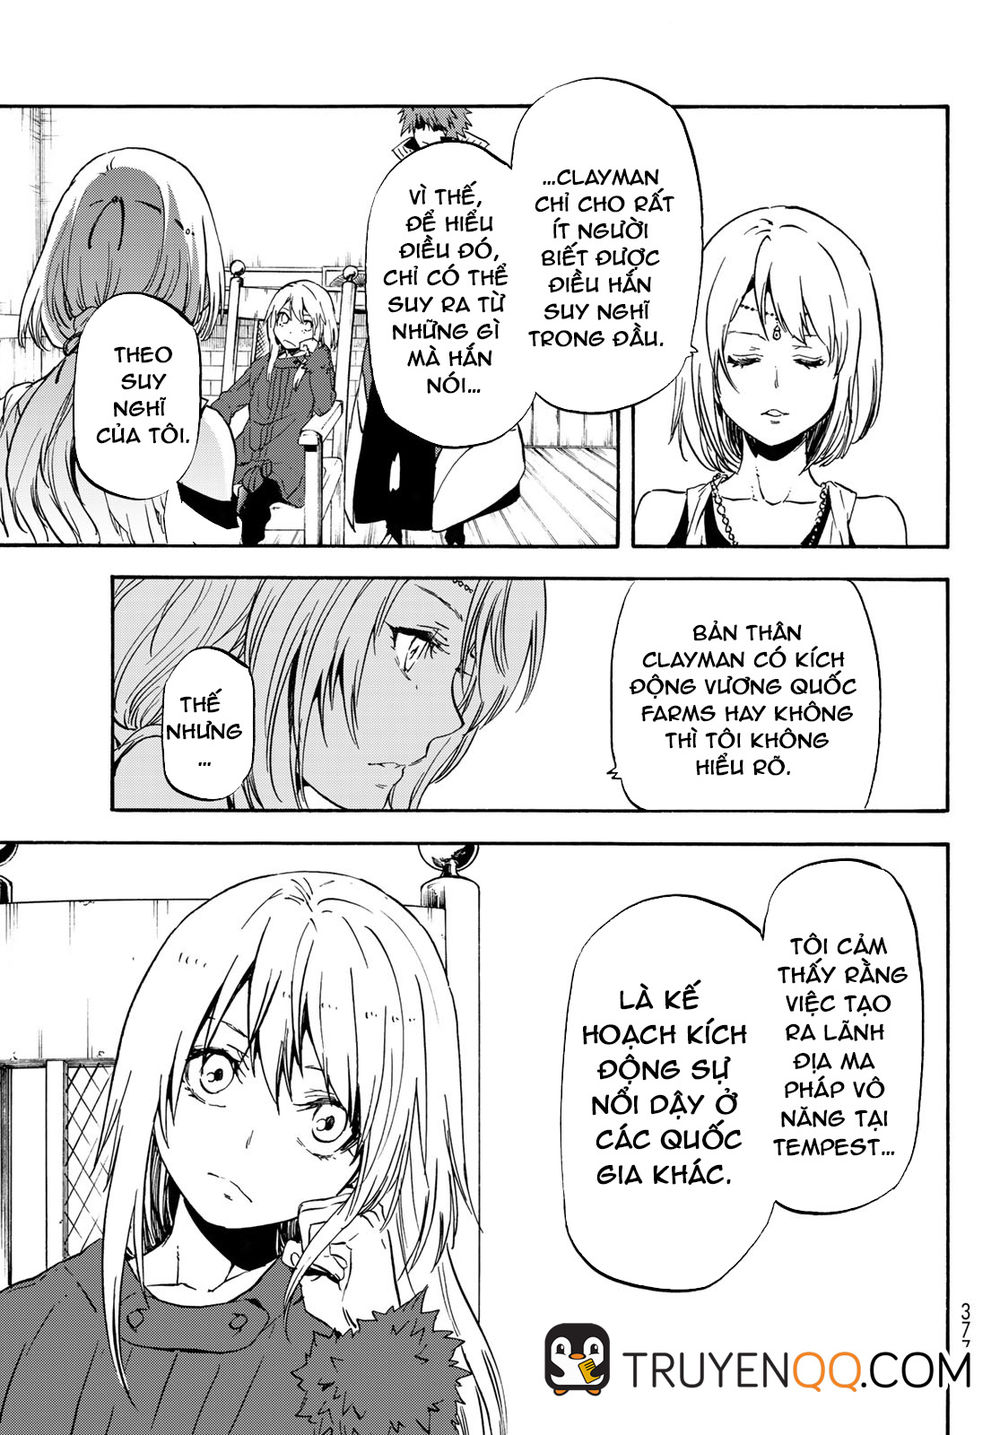 ...CLAYMAN
CHỈ CHO RẤT
ÍT NGƯỜI
BIẾT ĐƯỢC
ĐIỀU HẮN
SUY NGHĨ
TRONG ĐẦU.
VÌ THẾ,
ĐỂ HIỂU
ĐIỀU ĐÓ,
CHỈ CÓ THỂ
SUY RA TỪ
NHỮNG GÌ
MÀ HẮN
NÓI...
THEO
SUY
NGHĨ
CỦA TÔI.
BẢN THÂN
CLAYMAN CÓ KÍCH
ĐỘNG VƯƠNG QUỐC
FARMS HAY KHÔNG
THÌ TÔI KHÔNG
HIỂU RÕ.
THẾ
NHƯNG
...
TÔI CẢM
THẤY RẰNG
VIỆC TẠO
RA LÃNH
ĐỊA MA
PHÁP VÔ
NĂNG TẠI
TEMPEST...
LÀ KẾ
HOẠCH KÍCH
ĐỘNG SỰ
NỔI DẬY Ở
CÁC QUỐC
GIA KHÁC.
TRUYENQQ.COM